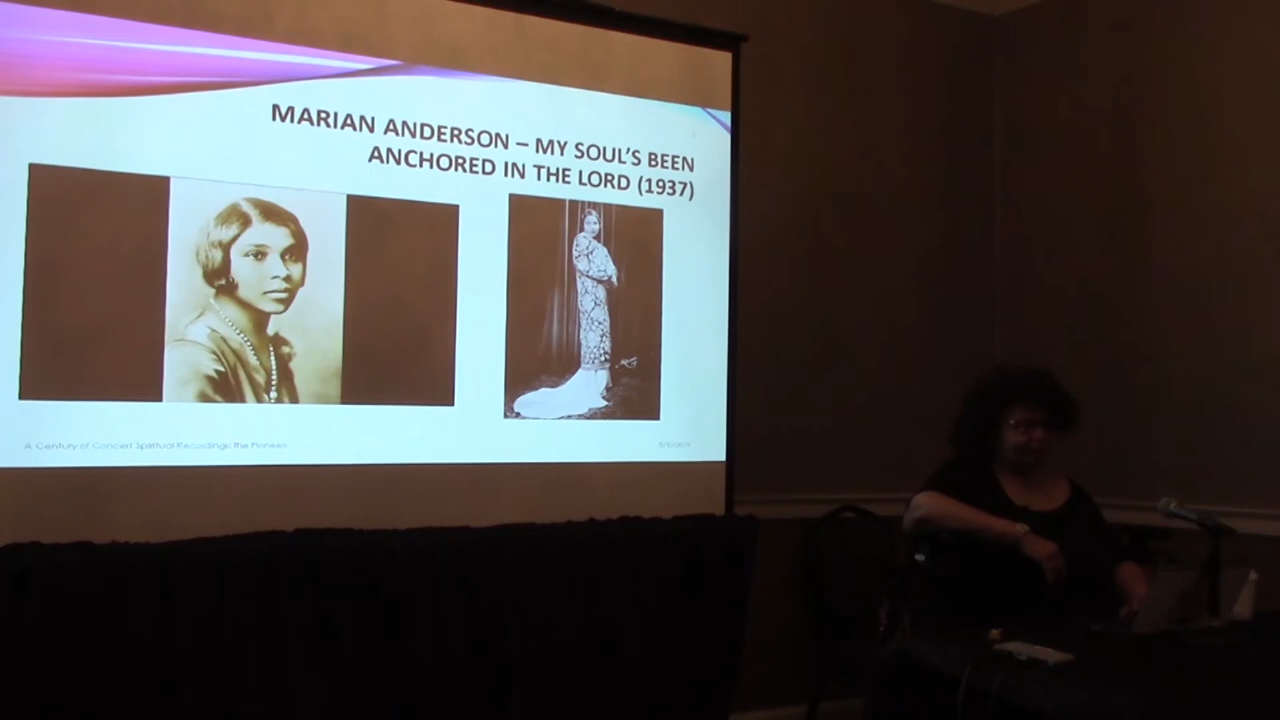 MARIAN ANDERSON – MY SOUL'S BEEN
ANCHORED IN THE LORD (1937)
A Century of Concert Spiritual Recordings: The Pioneers